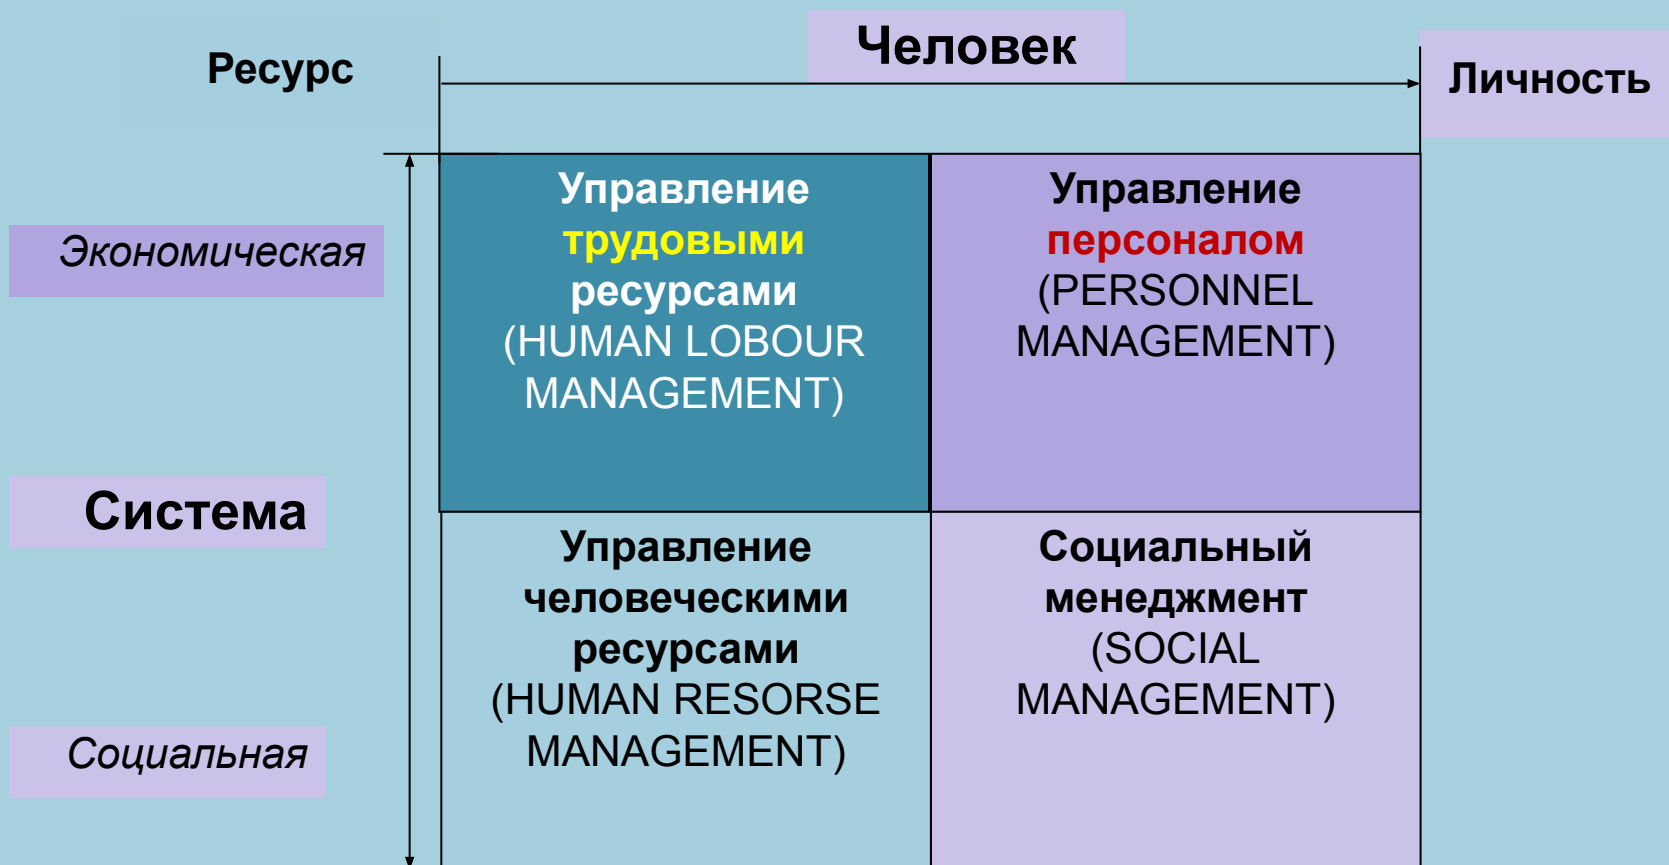 Человек
Ресурс
Личность
Управление
трудовыми
ресурсами
(HUMAN LOBOUR
MANAGEMENT)
Управление
персоналом
(PERSONNEL
MANAGEMENT)
Экономическая
Система
Социальная
Управление
человеческими
ресурсами
(HUMAN RESORSE
MANAGEMENT)
Социальный
менеджмент
(SOCIAL
MANAGEMENT)